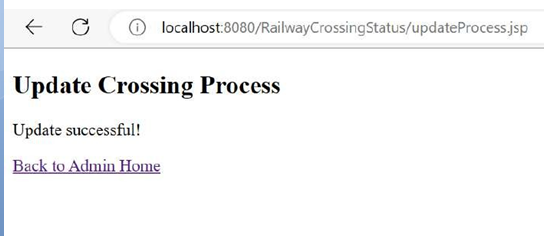 localhost:8080/RailwayCrossingStatus/updateProcess.jsp
Update Crossing Process
Update successful!
Back to Admin Home